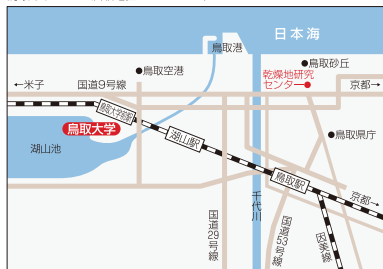 鳥取港
日本海
鳥取空港
鳥取砂丘
乾燥地研究
センター
←米子
国道9号線
京都→
鳥取大学前駅
鳥取大学
湖山池
湖山駅
鳥取県庁
鳥取駅
京都→
千代川
国道29号線
国道53号線
因美線